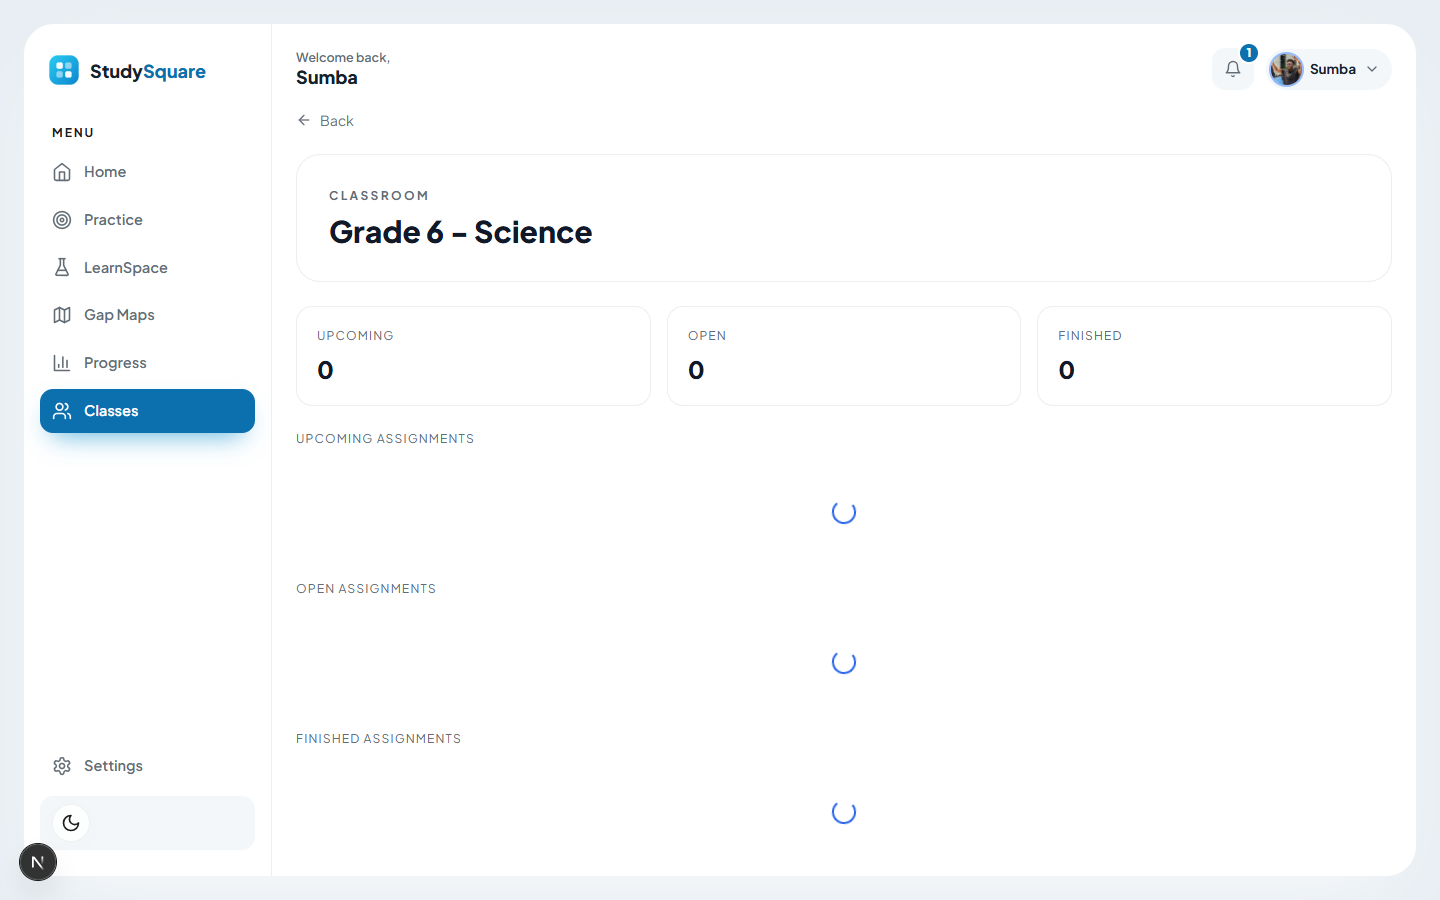 StudySquare
MENU
Home
Practice
LearnSpace
Gap Maps
Progress
Classes
Settings
N
Welcome back,
Sumba
1
Sumba
Back
CLASSROOM
Grade 6 – Science
UPCOMING
0
OPEN
0
FINISHED
0
UPCOMING ASSIGNMENTS
OPEN ASSIGNMENTS
FINISHED ASSIGNMENTS